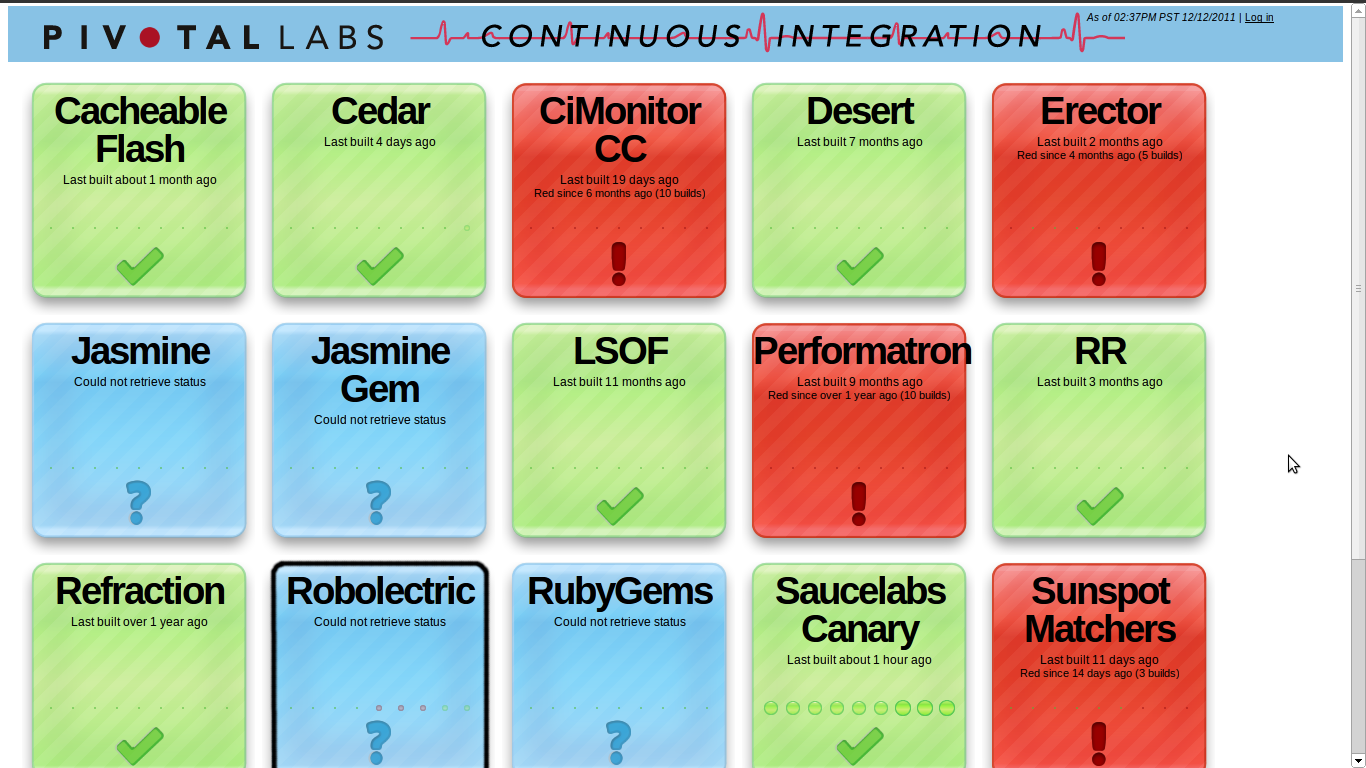 PIVOTAL LABS CONTINUOUS INTEGRATION
As of 02:37PM PST 12/12/2011 | Log in
Cacheable
Flash
Last built about 1 month ago
Cedar
Last built 4 days ago
CiMonitor
CC
Last built 19 days ago
Red since 6 months ago (10 builds)
Desert
Last built 7 months ago
Erector
Last built 2 months ago
Red since 4 months ago (5 builds)
Jasmine
Could not retrieve status
Jasmine
Gem
Could not retrieve status
LSOF
Last built 11 months ago
Performatron
Last built 9 months ago
Red since over 1 year ago (10 builds)
RR
Last built 3 months ago
Refraction
Last built over 1 year ago
Robolectric
Could not retrieve status
RubyGems
Could not retrieve status
Saucelabs
Canary
Last built about 1 hour ago
Sunspot
Matchers
Last built 11 days ago
Red since 14 days ago (3 builds)